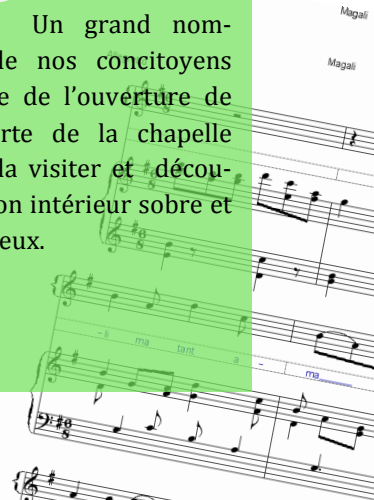 Magali
Magali
Un grand nom-
de nos concitoyens
e de l'ouverture de
rte de la chapelle
la visiter et décou-
on intérieur sobre et
eux.
- li ma tant a -
ma